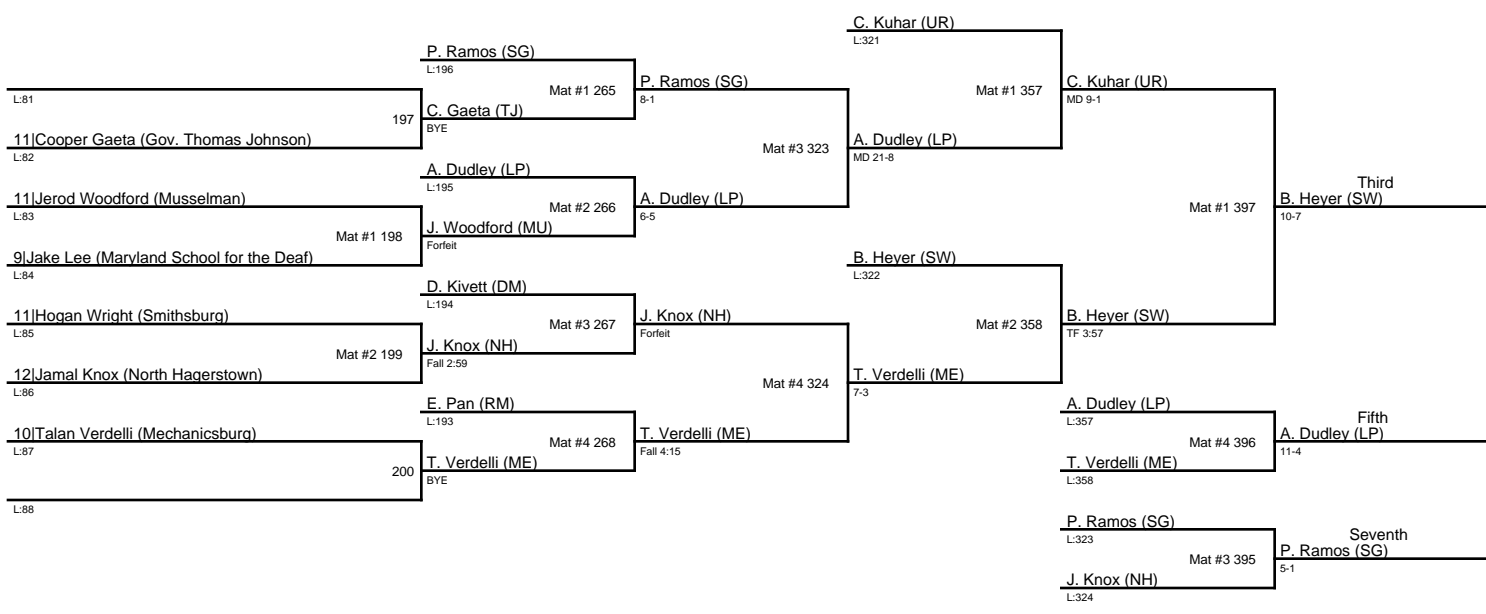 C. Kuhar (UR)
L:321
P. Ramos (SG)
L:196
Mat #1 265
P. Ramos (SG)
8-1
Mat #1 357
C. Kuhar (UR)
MD 9-1
L:81
197
C. Gaeta (TJ)
BYE
11|Cooper Gaeta (Gov. Thomas Johnson)
L:82
Mat #3 323
A. Dudley (LP)
MD 21-8
A. Dudley (LP)
L:195
11|Jerod Woodford (Musselman)
L:83
Mat #2 266
A. Dudley (LP)
6-5
Mat #1 397
Third
B. Heyer (SW)
10-7
Mat #1 198
J. Woodford (MU)
Forfeit
9|Jake Lee (Maryland School for the Deaf)
L:84
B. Heyer (SW)
L:322
D. Kivett (DM)
L:194
11|Hogan Wright (Smithsburg)
L:85
Mat #3 267
J. Knox (NH)
Forfeit
Mat #2 358
B. Heyer (SW)
TF 3:57
Mat #2 199
J. Knox (NH)
Fall 2:59
12|Jamal Knox (North Hagerstown)
L:86
Mat #4 324
T. Verdelli (ME)
7-3
E. Pan (RM)
L:193
A. Dudley (LP)
L:357
10|Talan Verdelli (Mechanicsburg)
L:87
Mat #4 268
T. Verdelli (ME)
Fall 4:15
Mat #4 396
Fifth
A. Dudley (LP)
11-4
200
T. Verdelli (ME)
BYE
T. Verdelli (ME)
L:358
L:88
P. Ramos (SG)
L:323
Mat #3 395
Seventh
P. Ramos (SG)
5-1
J. Knox (NH)
L:324